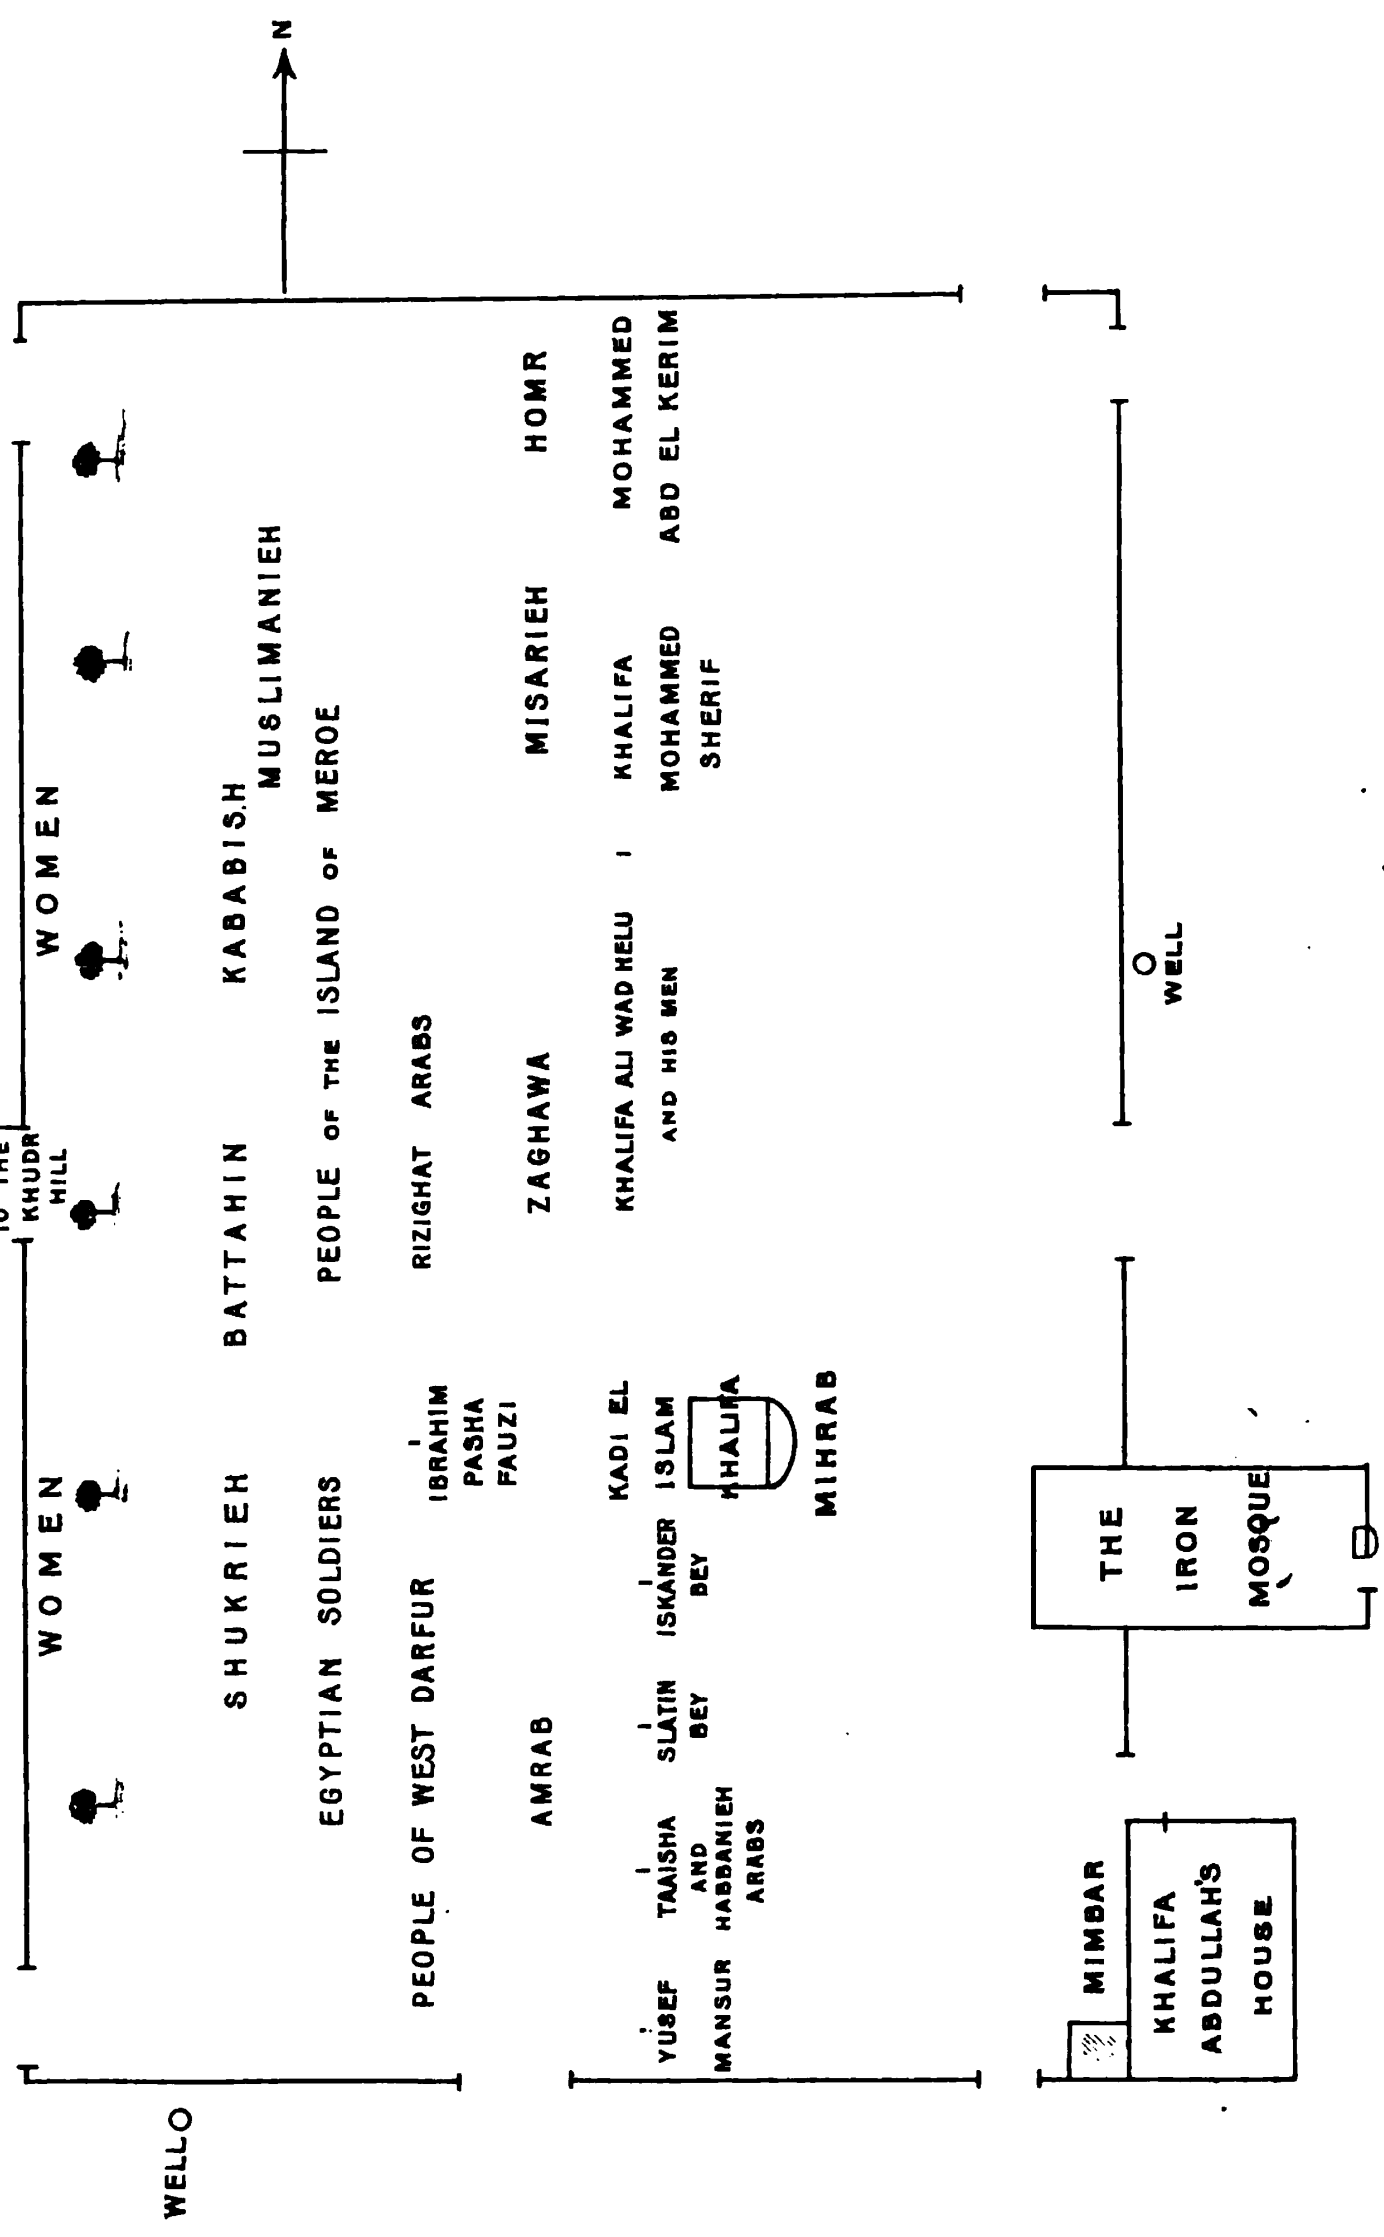 N
TO THE
KHUDR
HILL
WOMEN
WOMEN
SHUKRIEH
BATTAHIN
KABABISH
MUSLIMANIEH
EGYPTIAN SOLDIERS
PEOPLE OF THE ISLAND OF MEROE
PEOPLE OF WEST DARFUR
IBRAHIM
PASHA
FAUZI
RIZIGHAT ARABS
AMRAB
ZAGHAWA
MISARIEH
HOMR
YUSEF
MANSUR
TAAISHA
AND
HABBANIEH
ARABS
SLATIN
BEY
ISKANDER
BEY
KADI EL
ISLAM
KHALIFA
MIHRAB
KHALIFA ALI WAD HELU
AND HIS MEN
KHALIFA
MOHAMMED
SHERIF
MOHAMMED
ABD EL KERIM
WELL
MIMBAR
KHALIFA
ABDULLAH'S
HOUSE
THE
IRON
MOSQUE
WELL